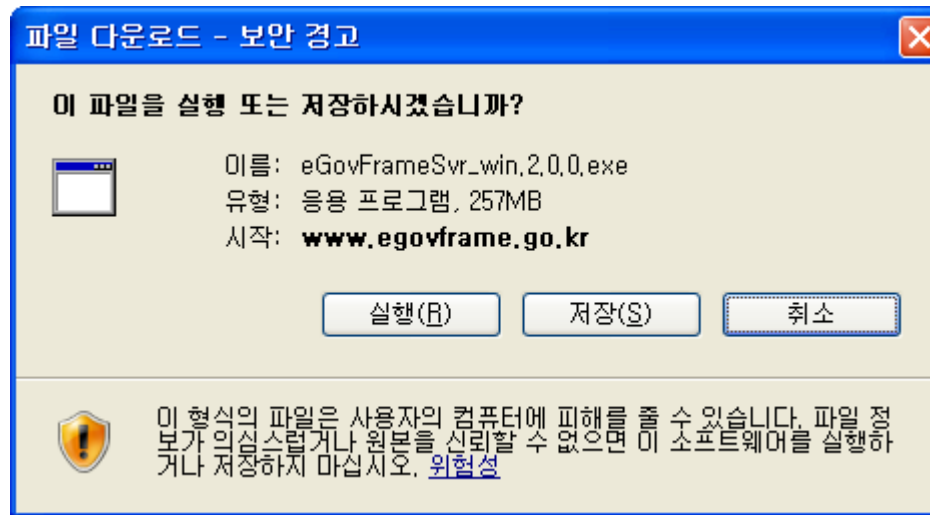 파일 다운로드 - 보안 경고
이 파일을 실행 또는 저장하시겠습니까?
이름: eGovFrameSvr_win,2,0,0,exe
유형: 응용 프로그램, 257MB
시작: www.egovframe.go.kr
실행(R) 저장(S) 취소
이 형식의 파일은 사용자의 컴퓨터에 피해를 줄 수 있습니다. 파일 정
보가 의심스럽거나 원본을 신뢰할 수 없으면 이 소프트웨어를 실행하
거나 저장하지 마십시오. 위험성